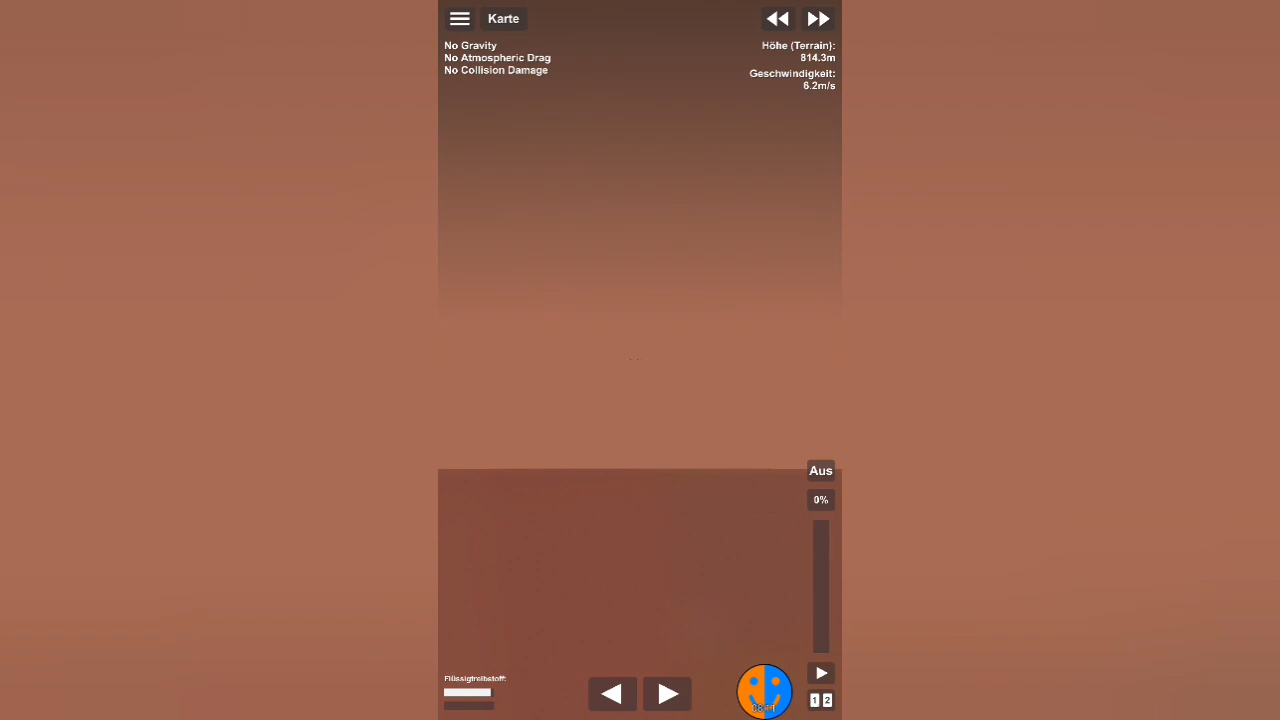 Karte
No Gravity
No Atmospheric Drag
No Collision Damage
Höhe (Terrain):
814.3m
Geschwindigkeit:
6.2m/s
Aus
0%
Flüssigtreibstoff:
1 2